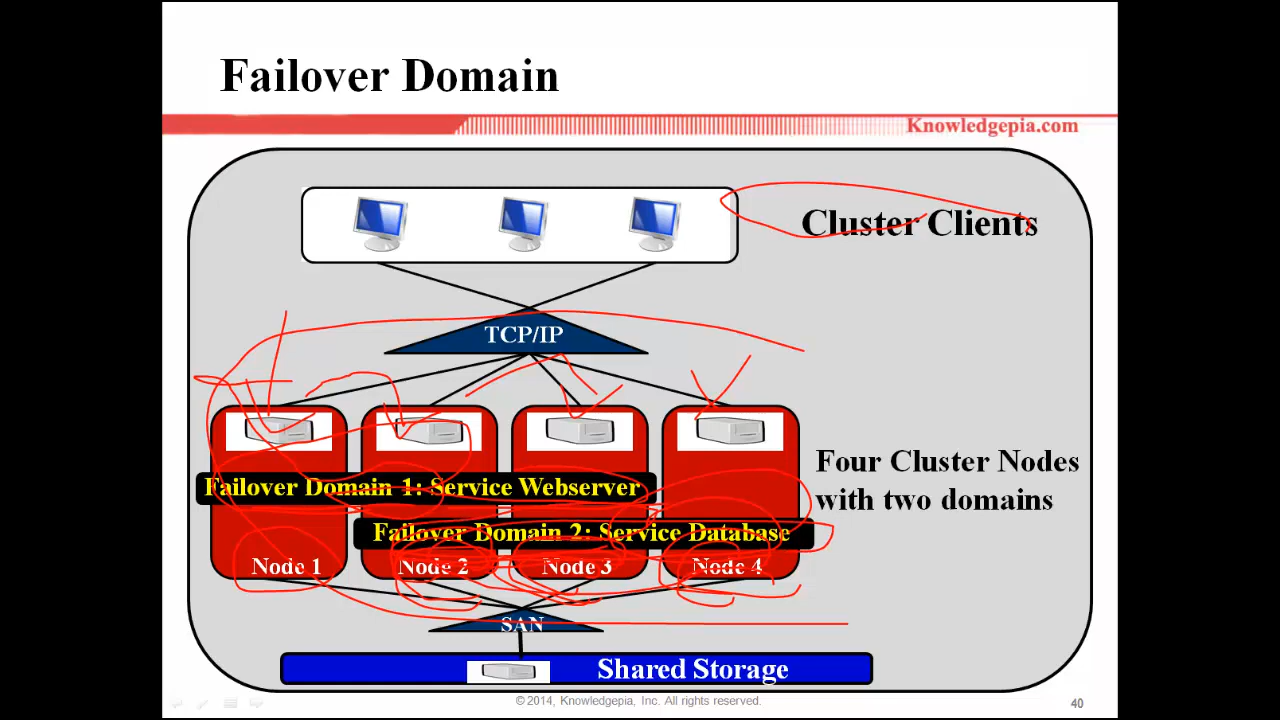 Failover Domain
Knowledgepia.com
Cluster Clients
TCP/IP
Four Cluster Nodes
with two domains
Failover Domain 1: Service Webserver
Failover Domain 2: Service Database
Node 1
Node 2
Node 3
Node 4
SAN
Shared Storage
© 2014, Knowledgepia, Inc. All rights reserved.
40